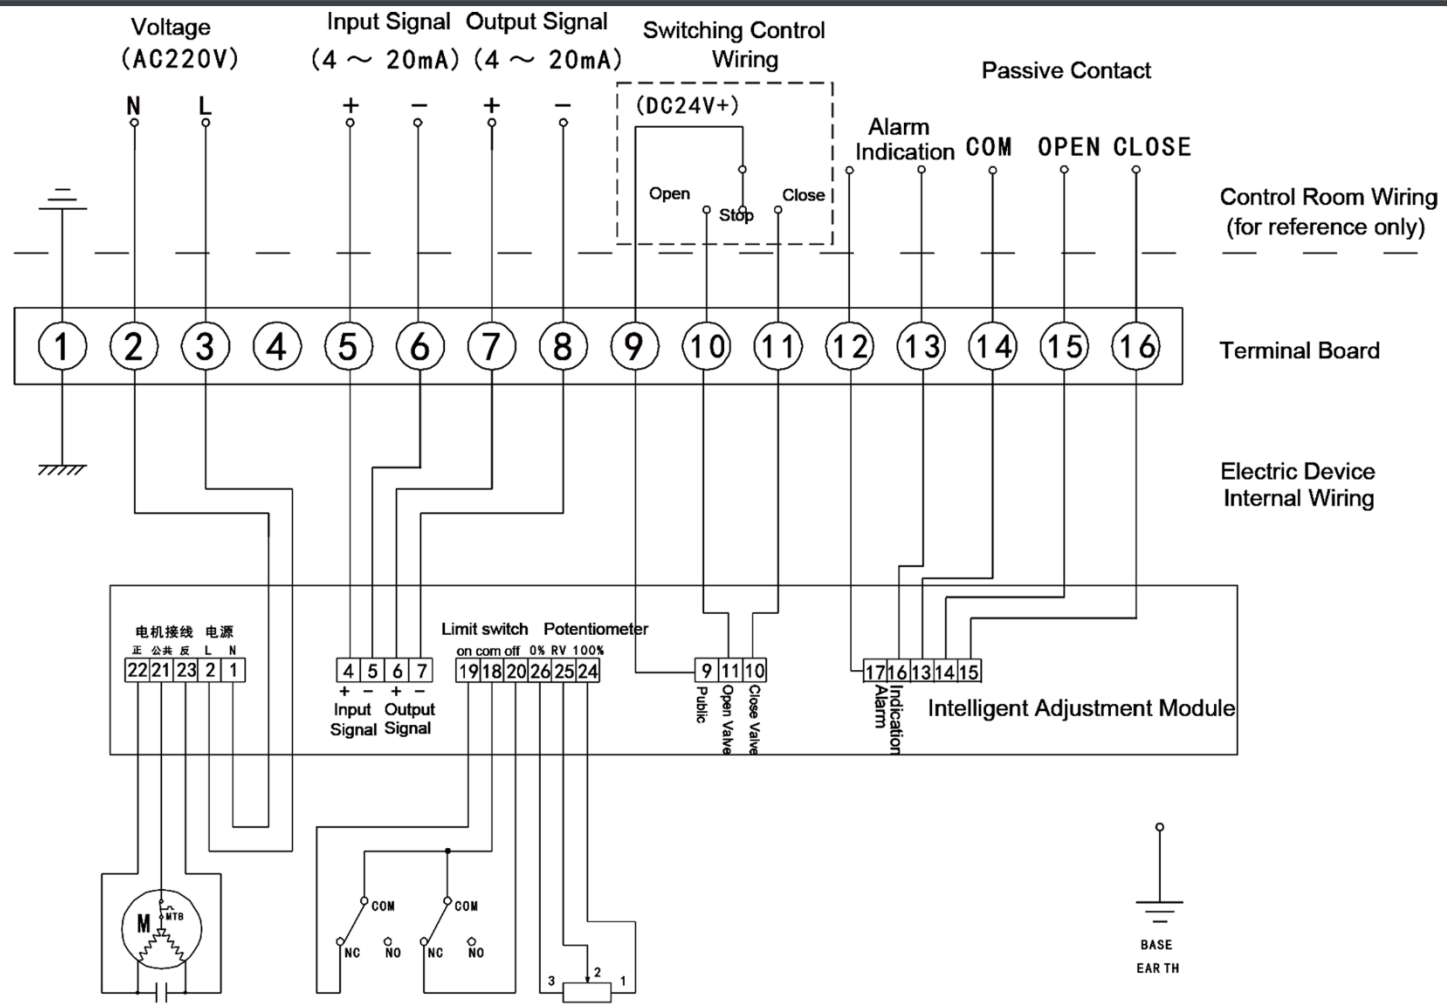 Voltage
(AC220V)
N L
Input Signal
(4 ～ 20mA)
+ −
Output Signal
(4 ～ 20mA)
+ −
Switching Control
Wiring
(DC24V+)
Open
Stop
Close
Passive Contact
Alarm
Indication
COM OPEN CLOSE
Control Room Wiring
(for reference only)
1 2 3 4 5 6 7 8 9 10 11 12 13 14 15 16
Terminal Board
Electric Device
Internal Wiring
电机接线 电源
正 公共 反 L N
22 21 23 2 1
4 5 6 7
+ − + −
Input
Signal
Output
Signal
Limit switch Potentiometer
on com off 0% RV 100%
19 18 20 26 25 24
9 11 10
Public
Open Valve
Close Valve
17 16 13 14 15
Alarm
Indication
Intelligent Adjustment Module
M
MTB
COM
NC NO
COM
NC NO
3 2 1
BASE
EAR TH